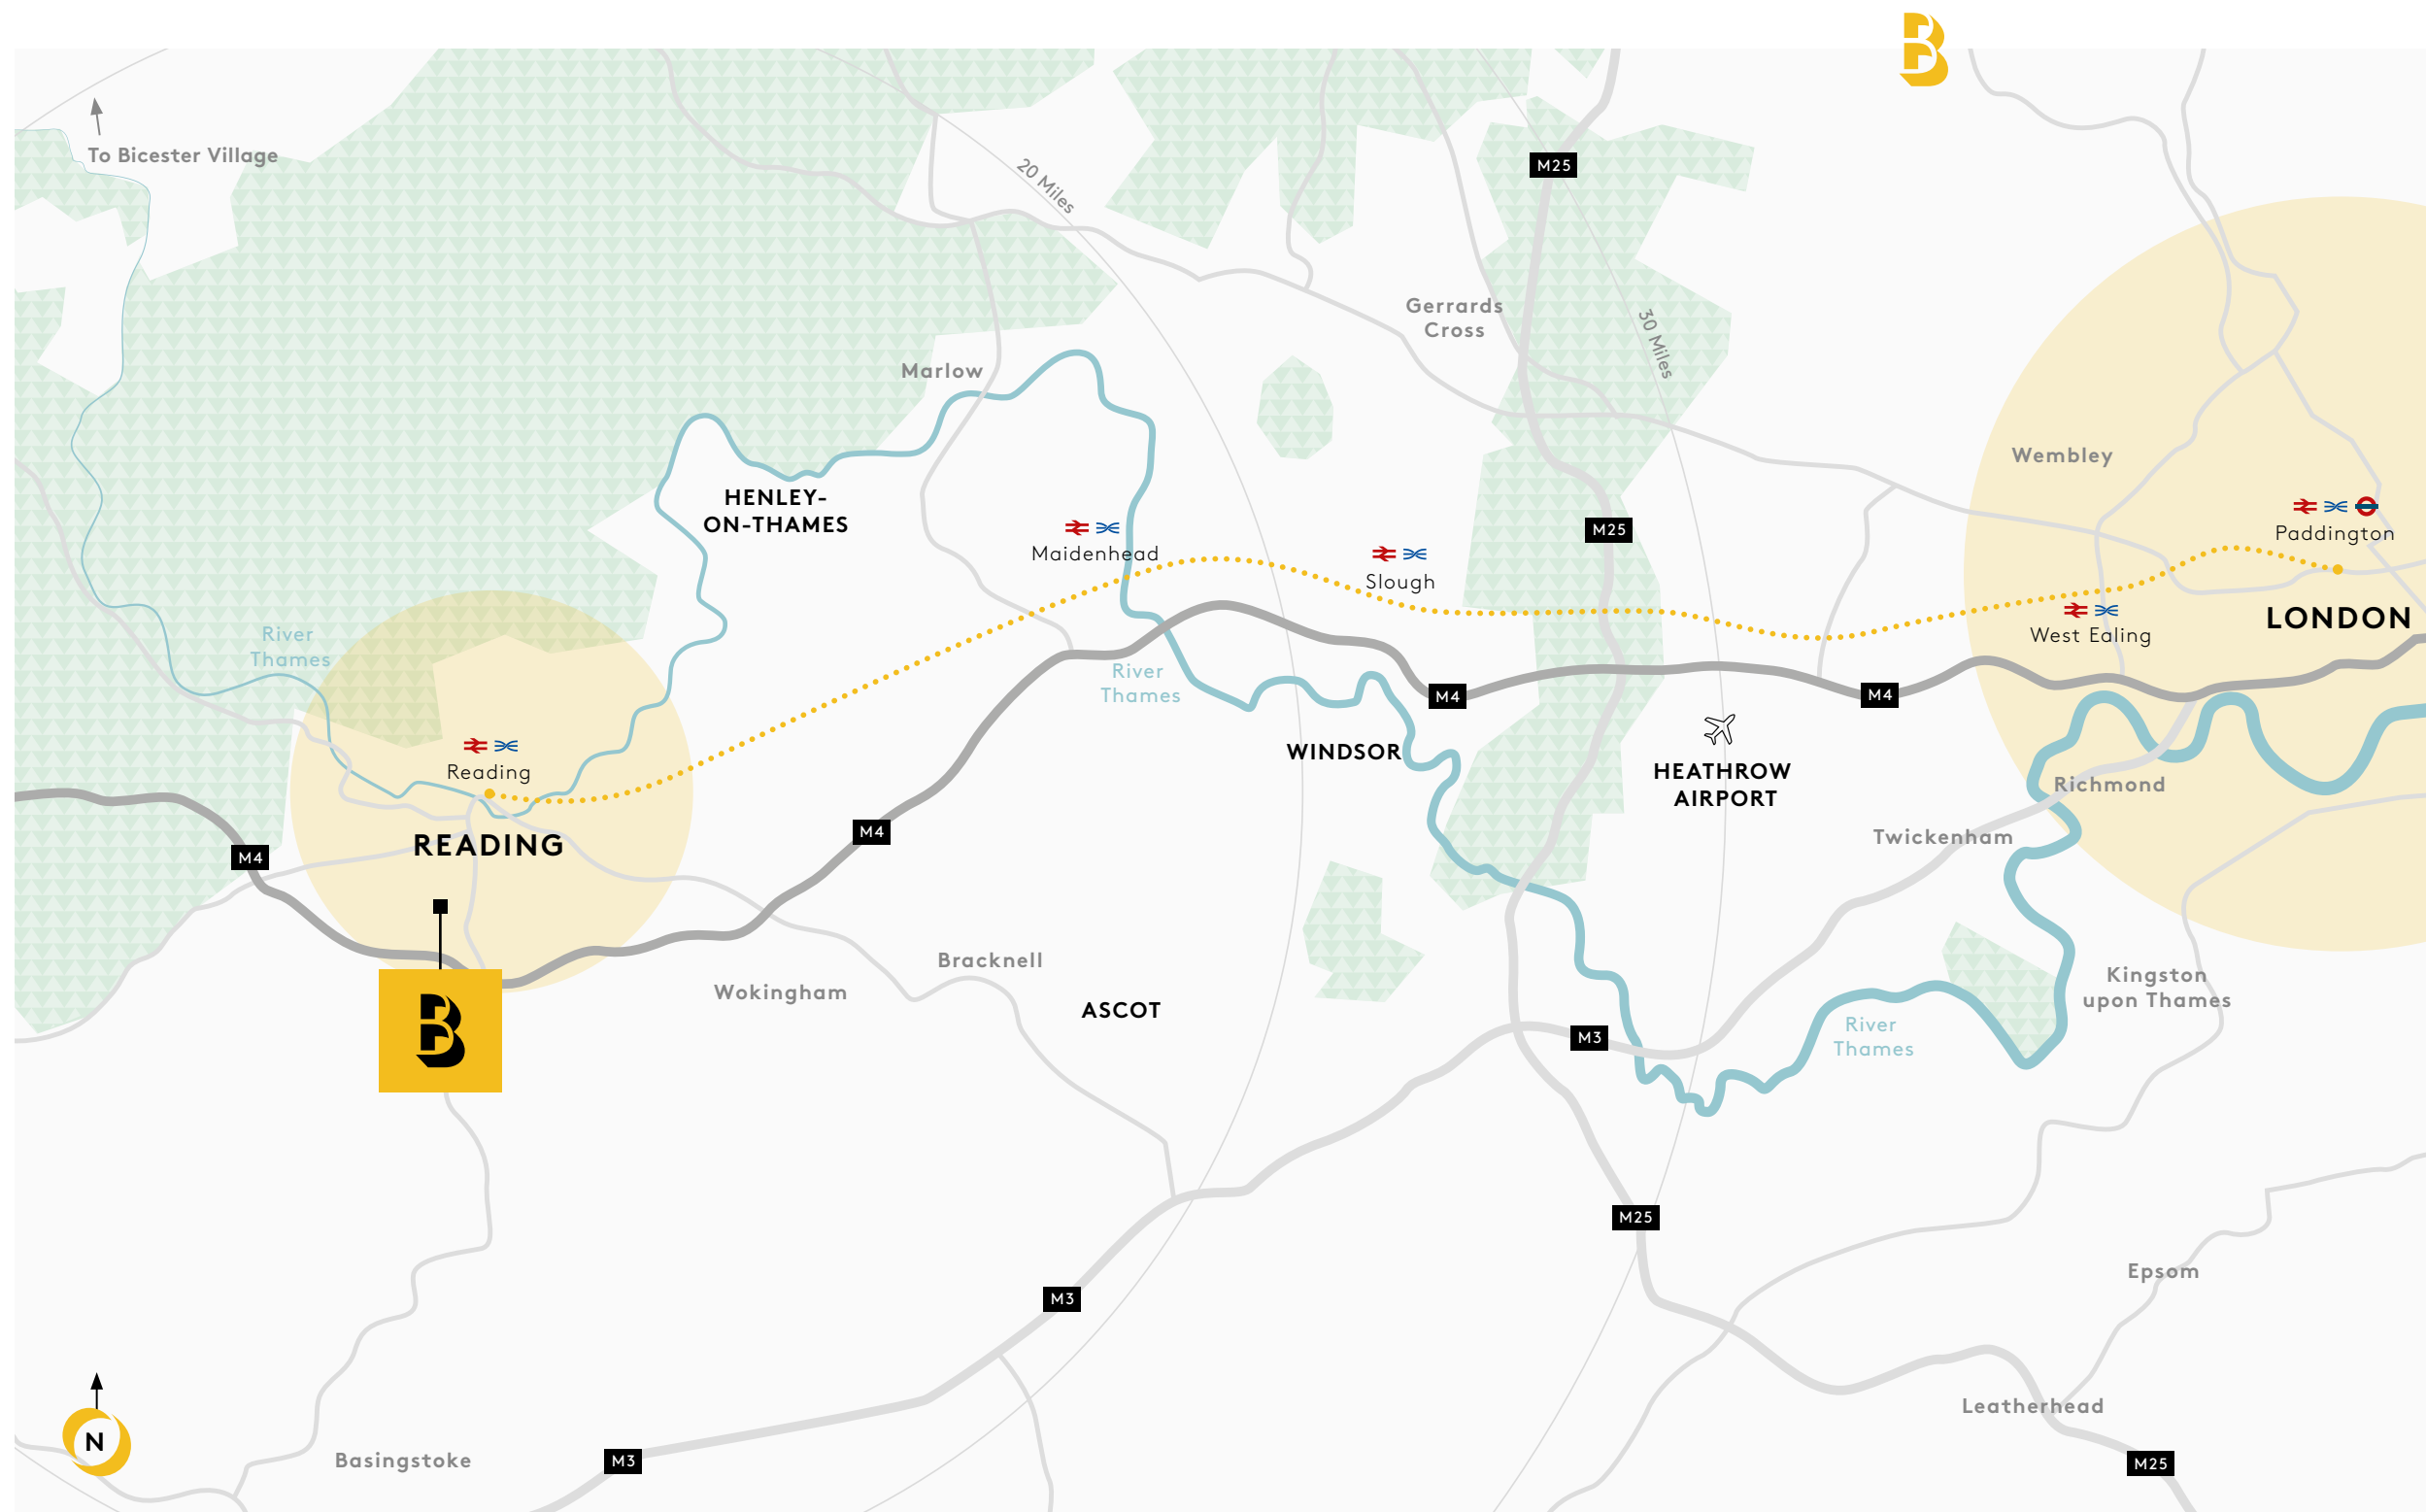 B
To Bicester Village
M25
20 Miles
Gerrards
Cross
30 Miles
Marlow
Wembley
HENLEY-
ON-THAMES
M25
Paddington
Maidenhead
Slough
LONDON
West Ealing
River
Thames
River
Thames
M4
M4
WINDSOR
Reading
HEATHROW
AIRPORT
Richmond
M4
Twickenham
READING
M4
Bracknell
Kingston
upon Thames
Wokingham
ASCOT
B
River
Thames
M3
M25
Epsom
M3
Leatherhead
N
Basingstoke
M3
M25